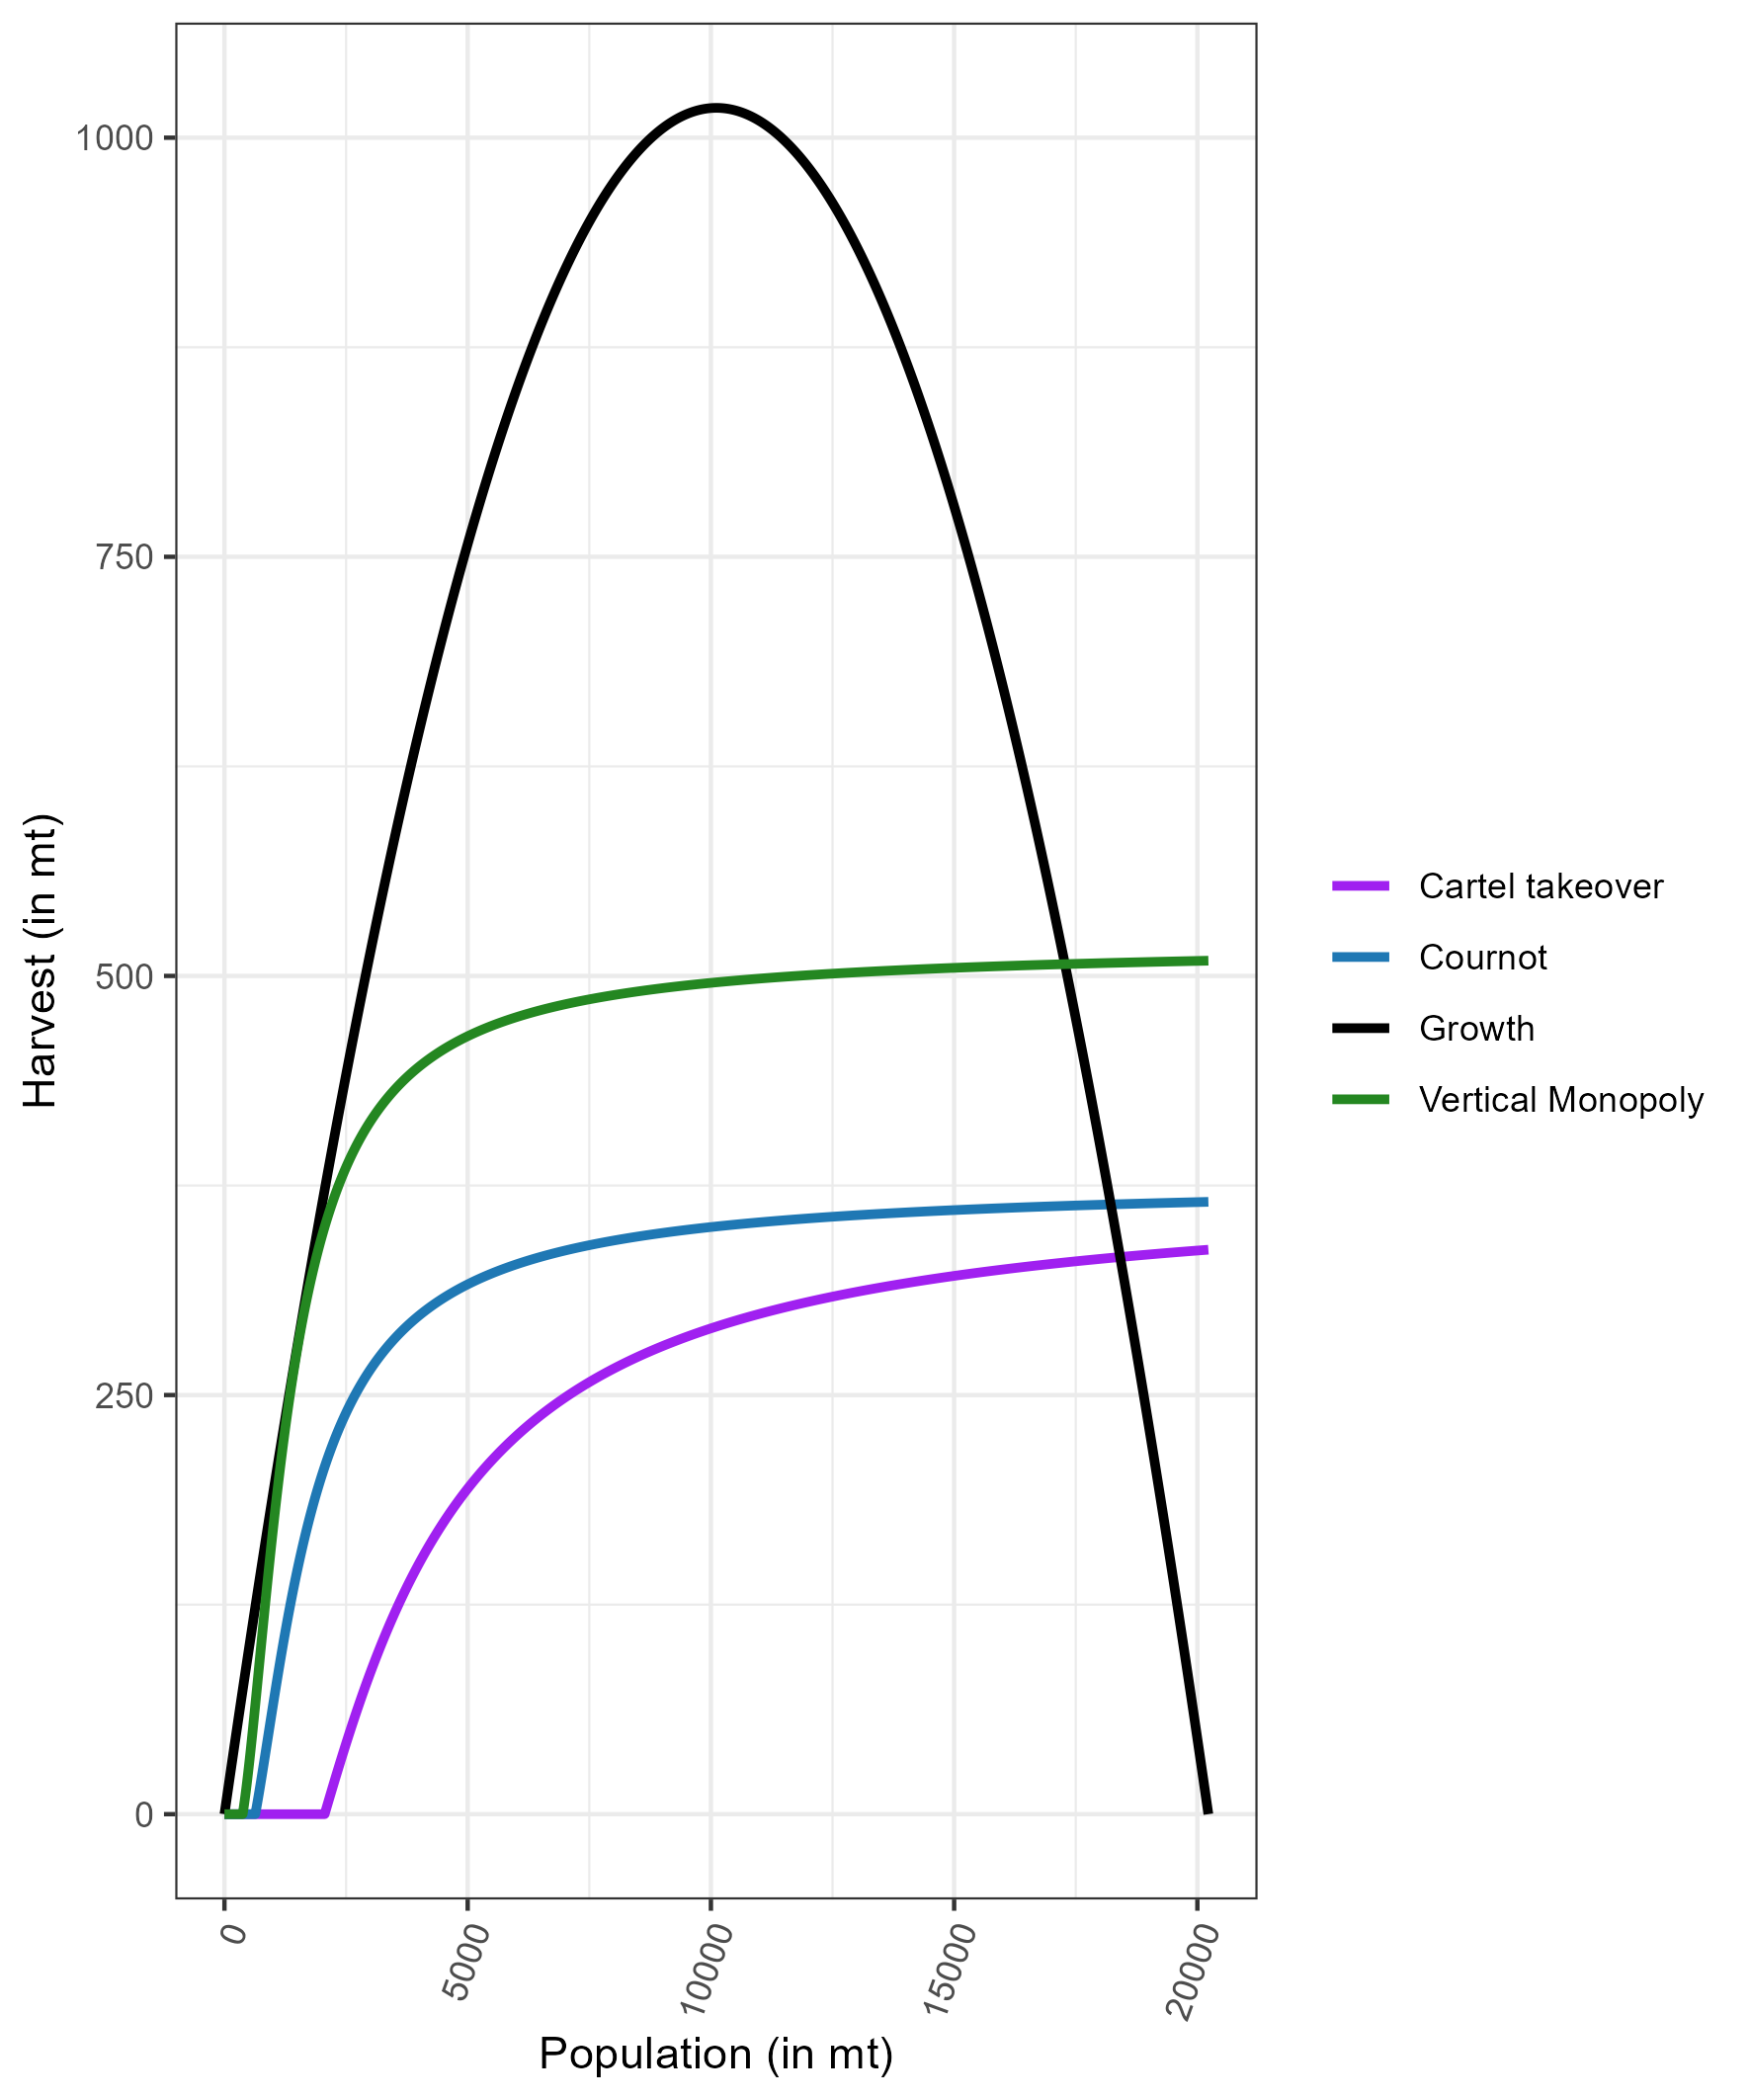 Harvest (in mt)
1000
750
500
250
0
0
5000
10000
15000
20000
Population (in mt)
Cartel takeover
Cournot
Growth
Vertical Monopoly